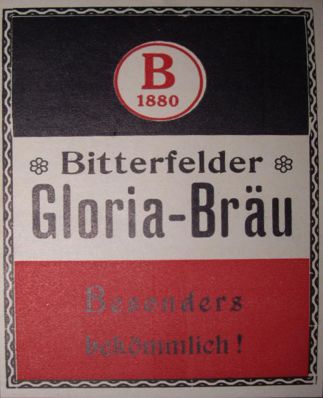 B
1880
Bitterfelder
Gloria-Bräu
Besonders
bekömmlich!